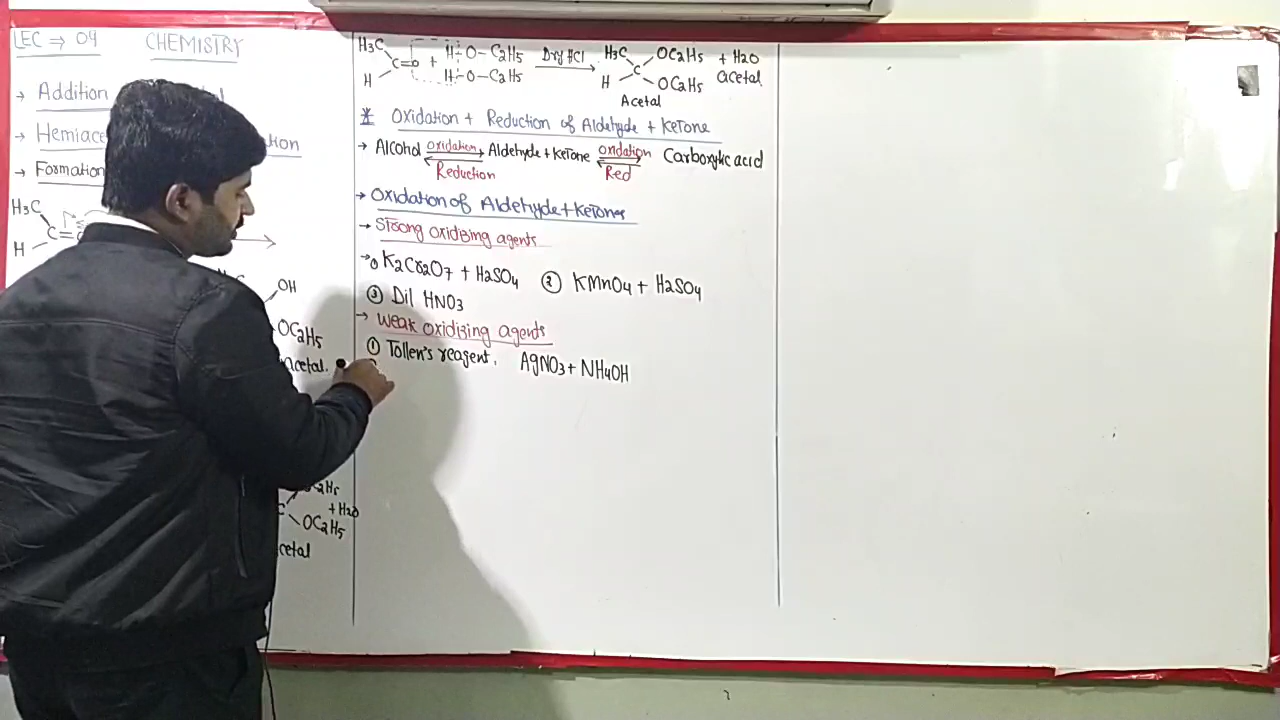 LEC → 04 CHEMISTRY
→ Addition
→ Hemiace
→ Formation
H3C
C=
H
OH
OC2H5
acetal.
C2H5
C + H2O
OC2H5
cetal
H3C H-O-C2H5 Dry HCl H3C OC2H5 + H2O
C=O + C acetal
H H-O-C2H5 H OC2H5
Acetal
* Oxidation + Reduction of Aldehyde + Ketone
→ Alcohol oxidation Aldehyde + Ketone oxidation Carboxylic acid
Reduction Red
→ Oxidation of Aldehyde + Ketones
→ Strong oxidizing agents
→ ① K2Cr2O7 + H2SO4 ② KMnO4 + H2SO4
③ Dil HNO3
→ Weak oxidizing agents
① Tollen's reagent, AgNO3 + NH4OH